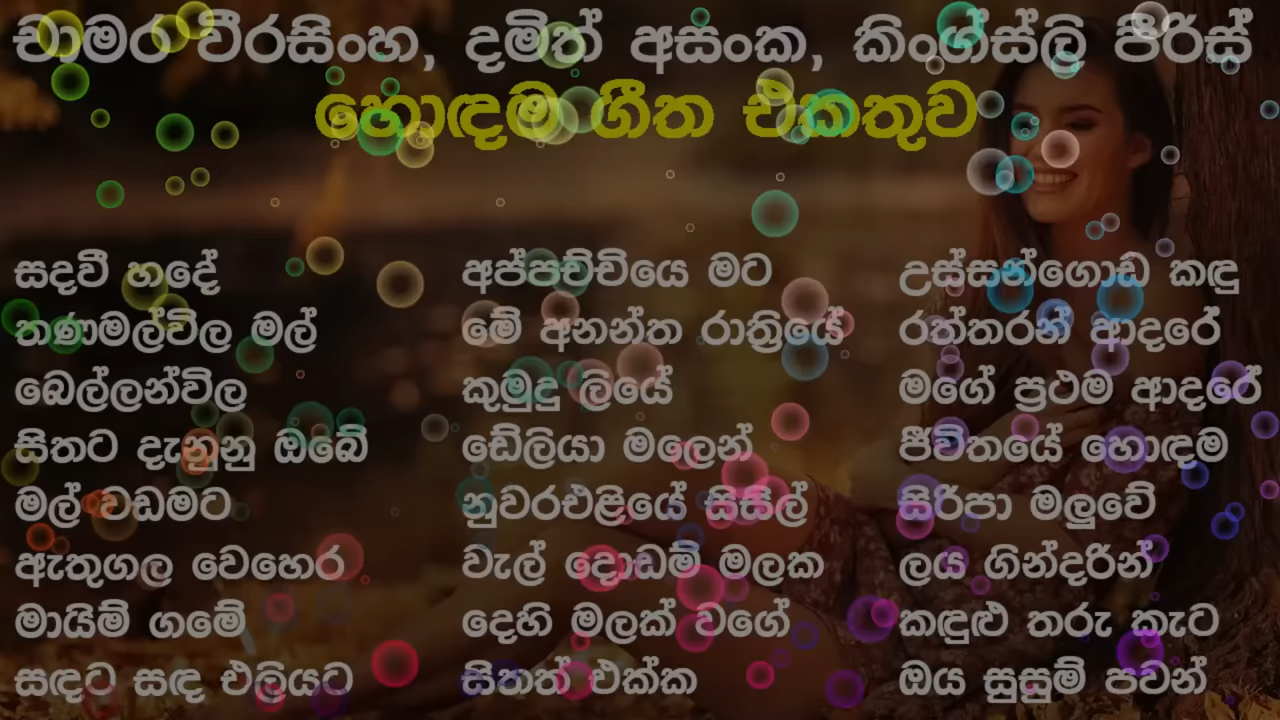 චාමර වීරසිංහ, දමිත් අසංක, කිංග්ස්ලි පීරිස්
හොඳම ගීත එකතුව
සඳවී හදේ
තණමල්විල මල්
බෙල්ලන්විල
සිතට දැනුනු ඔබේ
මල් වඩමට
ඇතුගල වෙහෙර
මායිම් ගමේ
සඳට සඳ එලියට
අප්පච්චියෙ මට
මේ අනන්ත රාත්‍රියේ
කුමුදු ලියේ
ඩේලියා මලෙන්
නුවරඑළියේ සිසිල්
වැල් දොඩම් මලක
දෙහි මලක් වගේ
සිතත් එක්ක
උස්සන්ගොඩ කඳු
රත්තරන් ආදරේ
මගේ ප්‍රථම ආදරේ
ජීවිතයේ හොඳම
සිරිපා මලුවේ
ලය ගින්දරින්
කඳුළු තරු කැට
ඔය සුසුම් පවන්